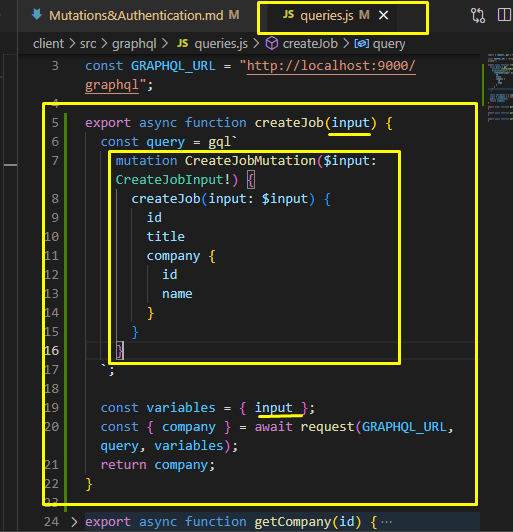 Mutations&Authentication.md M
JS queries.js M
client > src > graphql > JS queries.js > createJob > query
3 const GRAPHQL_URL = "http://localhost:9000/
graphql";
4
5 export async function createJob(input) {
6 const query = gql`
7 mutation CreateJobMutation($input:
CreateJobInput!) {
8 createJob(input: $input) {
9 id
10 title
11 company {
12 id
13 name
14 }
15 }
16 }
17 `;
18
19 const variables = { input };
20 const { company } = await request(GRAPHQL_URL,
query, variables);
21 return company;
22 }
23
24 > export async function getCompany(id) {…